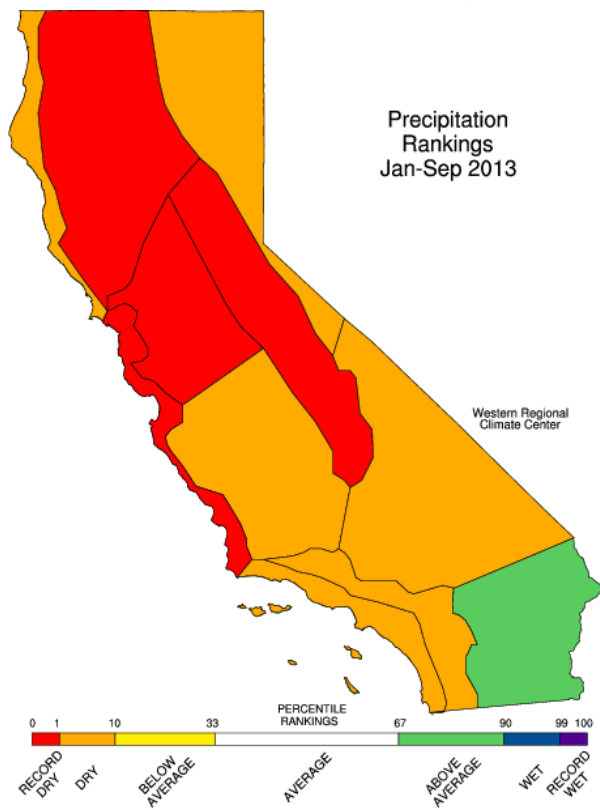 Precipitation
Rankings
Jan-Sep 2013
Western Regional
Climate Center
PERCENTILE
RANKINGS
0 1 10 33 67 90 99 100
RECORD
DRY
DRY
BELOW
AVERAGE
AVERAGE
ABOVE
AVERAGE
WET
RECORD
WET